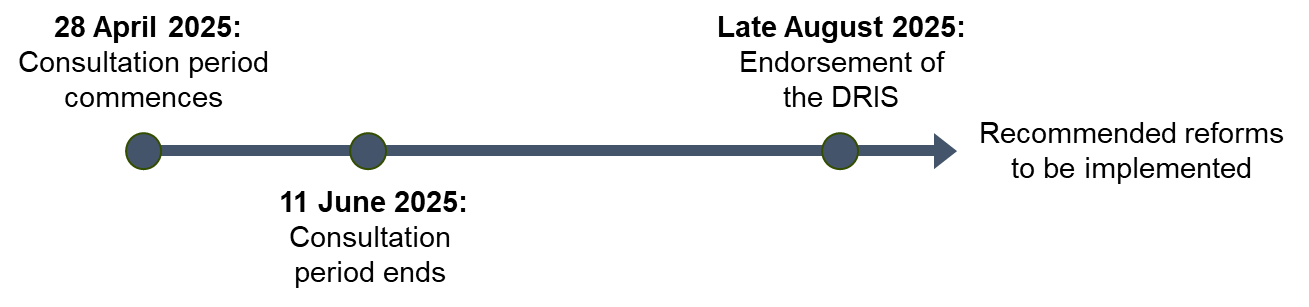 28 April 2025:
Consultation period
commences
11 June 2025:
Consultation
period ends
Late August 2025:
Endorsement of
the DRIS
Recommended reforms
to be implemented